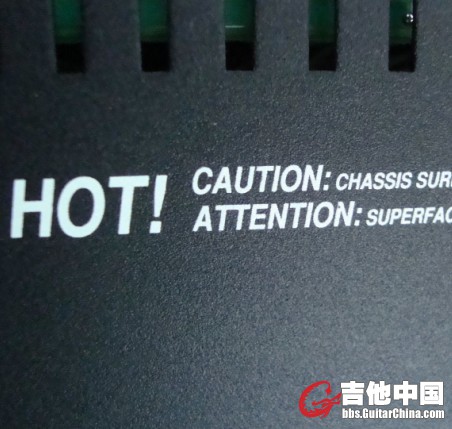 HOT!
CAUTION: CHASSIS
ATTENTION:
吉他中国
bbs.GuitarChina.com